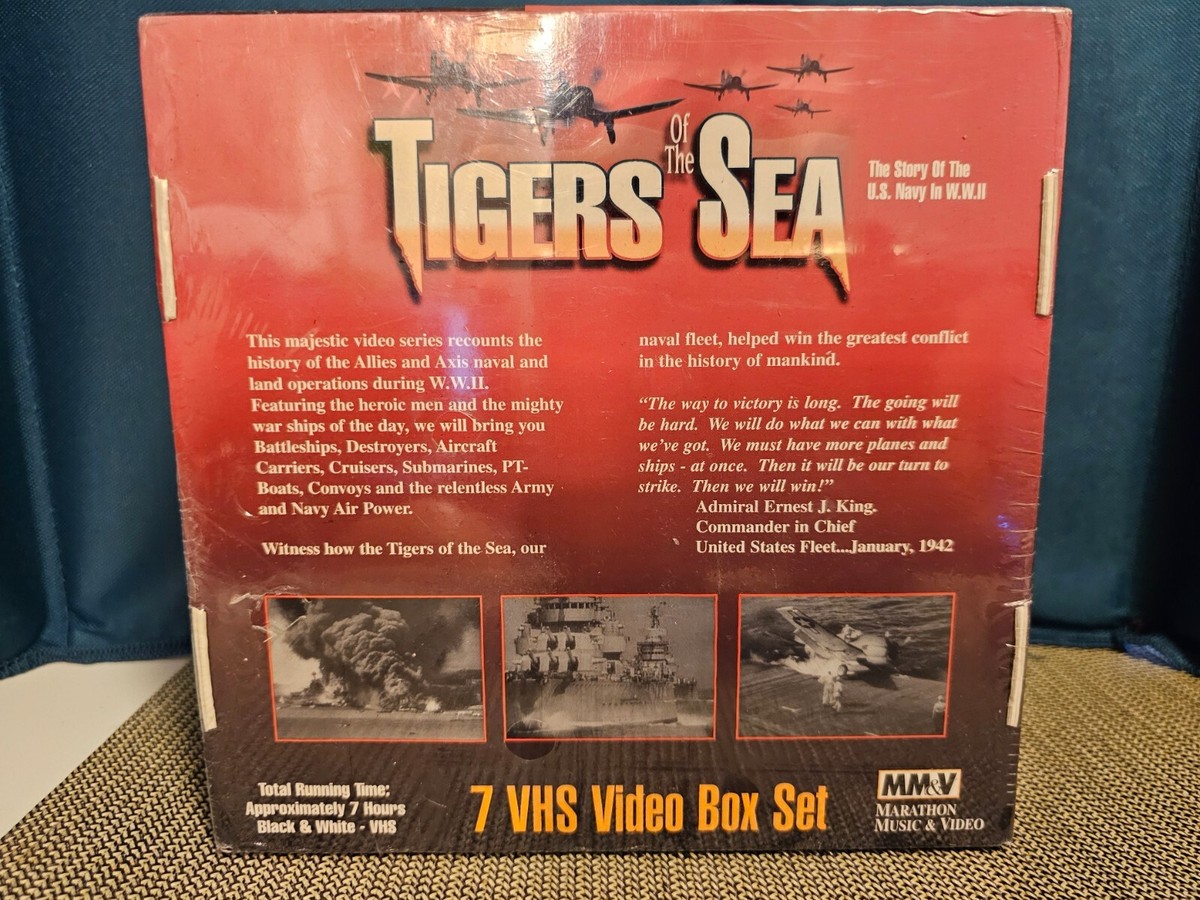 Tigers Of The Sea
The Story Of The
U.S. Navy In W.W.II
This majestic video series recounts the
history of the Allies and Axis naval and
land operations during W.W.II.
Featuring the heroic men and the mighty
war ships of the day, we will bring you
Battleships, Destroyers, Aircraft
Carriers, Cruisers, Submarines, PT-
Boats, Convoys and the relentless Army
and Navy Air Power.
Witness how the Tigers of the Sea, our
naval fleet, helped win the greatest conflict
in the history of mankind.
“The way to victory is long. The going will
be hard. We will do what we can with what
we’ve got. We must have more planes and
ships - at once. Then it will be our turn to
strike. Then we will win!”
Admiral Ernest J. King.
Commander in Chief
United States Fleet...January, 1942
Total Running Time:
Approximately 7 Hours
Black & White - VHS
7 VHS Video Box Set
MM&V
MARATHON
MUSIC & VIDEO